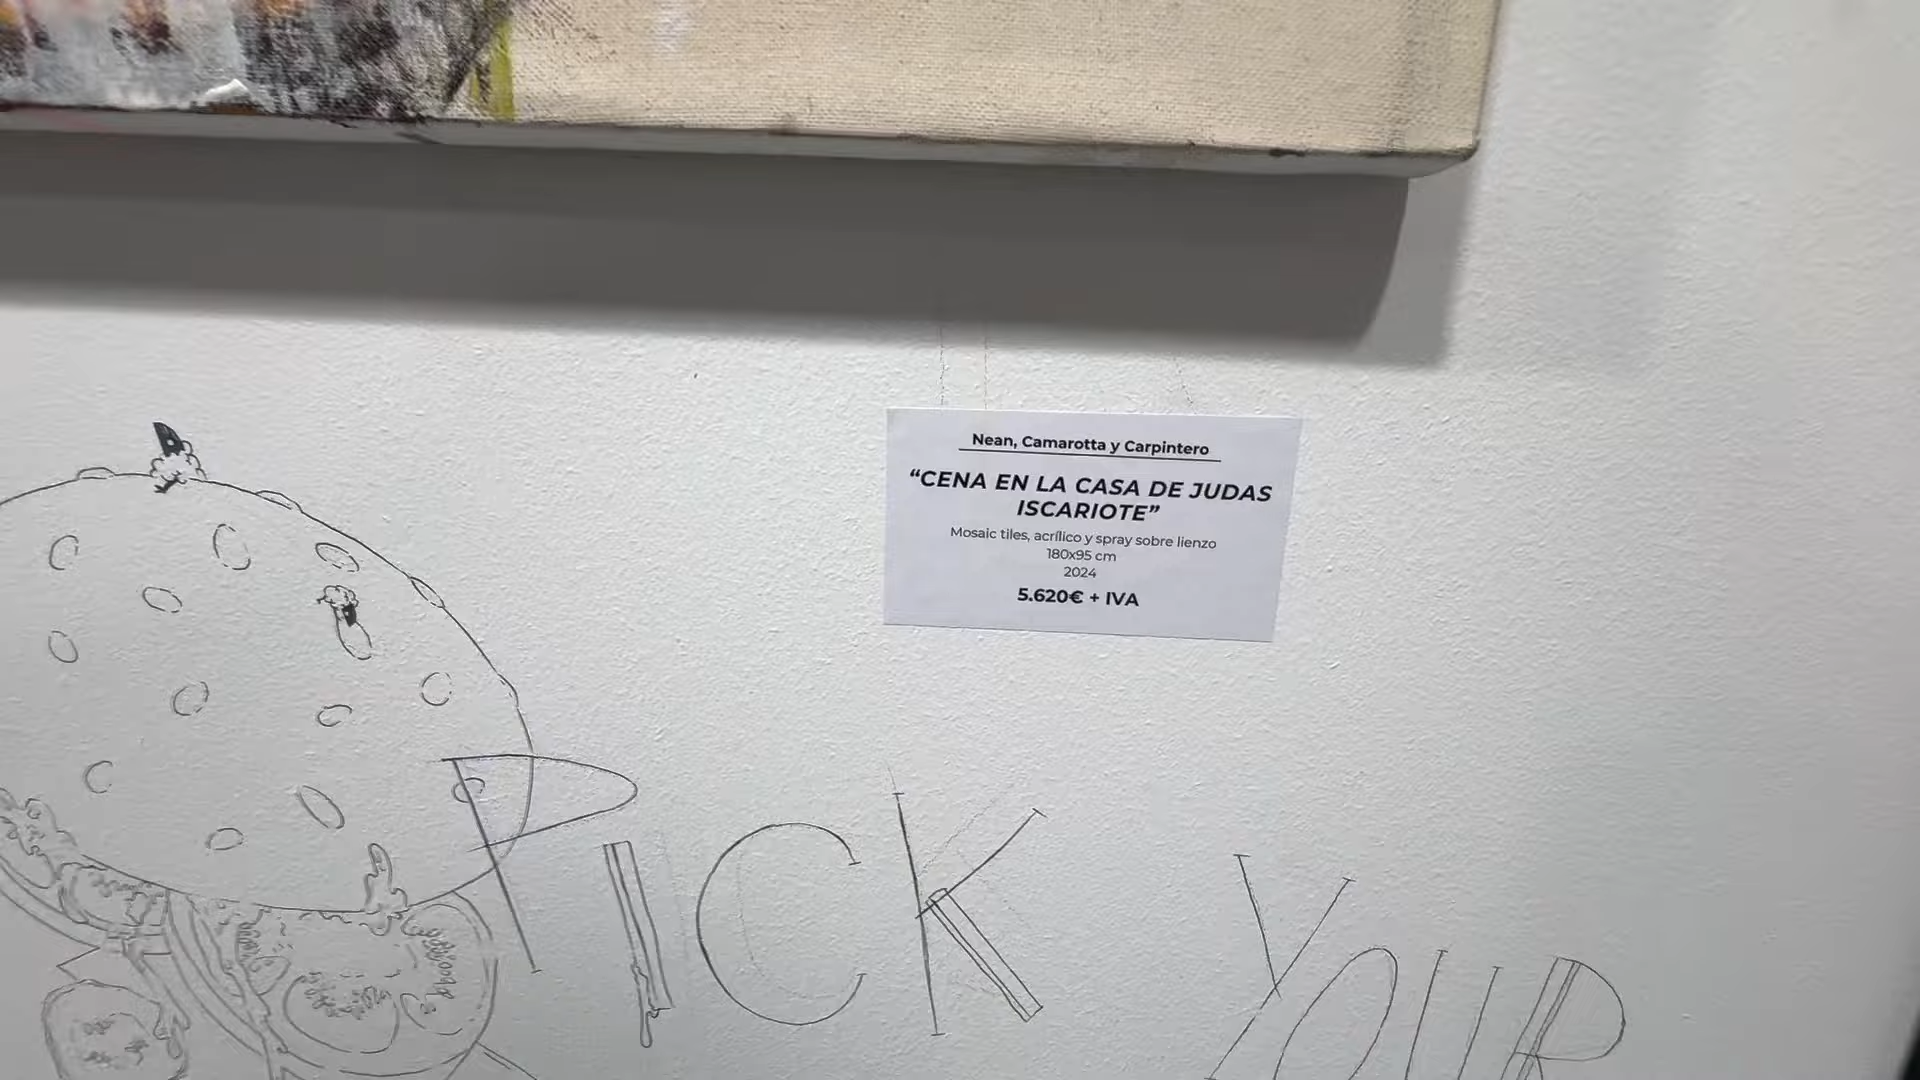 Nean, Camarotta y Carpintero
“CENA EN LA CASA DE JUDAS
ISCARIOTE”
Mosaic tiles, acrílico y spray sobre lienzo
180x95 cm
2024
5.620€ + IVA
PICK YOUR